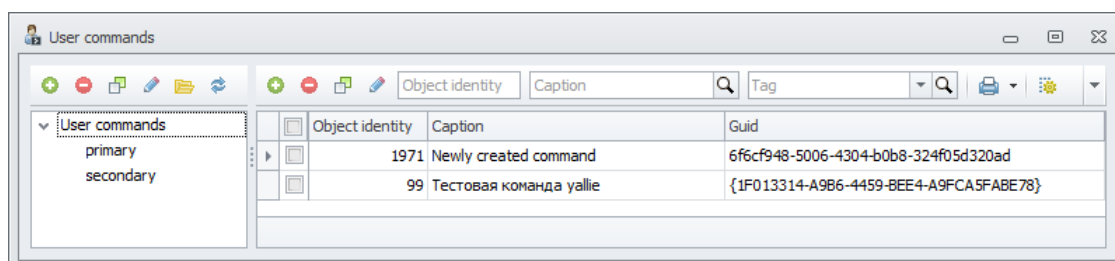 User commands
Object identity Caption Tag
User commands
primary
secondary
Object identity Caption Guid
1971 Newly created command 6f6cf948-5006-4304-b0b8-324f05d320ad
99 Тестовая команда yallie {1F013314-A9B6-4459-BEE4-A9FCA5FABE78}